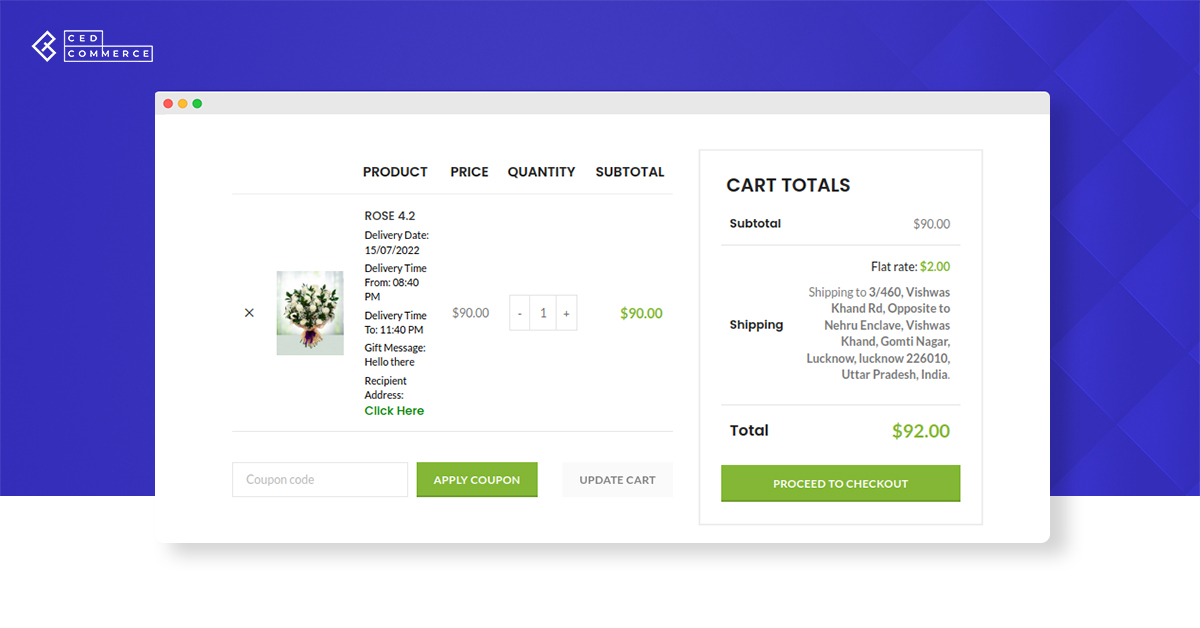 CED
COMMERCE
PRODUCT PRICE QUANTITY SUBTOTAL
ROSE 4.2
Delivery Date:
15/07/2022
Delivery Time
From: 08:40
PM
Delivery Time
To: 11:40 PM
Gift Message:
Hello there
Recipient
Address:
Click Here
× $90.00 - 1 + $90.00
Coupon code APPLY COUPON UPDATE CART
CART TOTALS
Subtotal $90.00
Flat rate: $2.00
Shipping
Shipping to 3/460, Vishwas
Khand Rd, Opposite to
Nehru Enclave, Vishwas
Khand, Gomti Nagar,
Lucknow, lucknow 226010,
Uttar Pradesh, India.
Total $92.00
PROCEED TO CHECKOUT